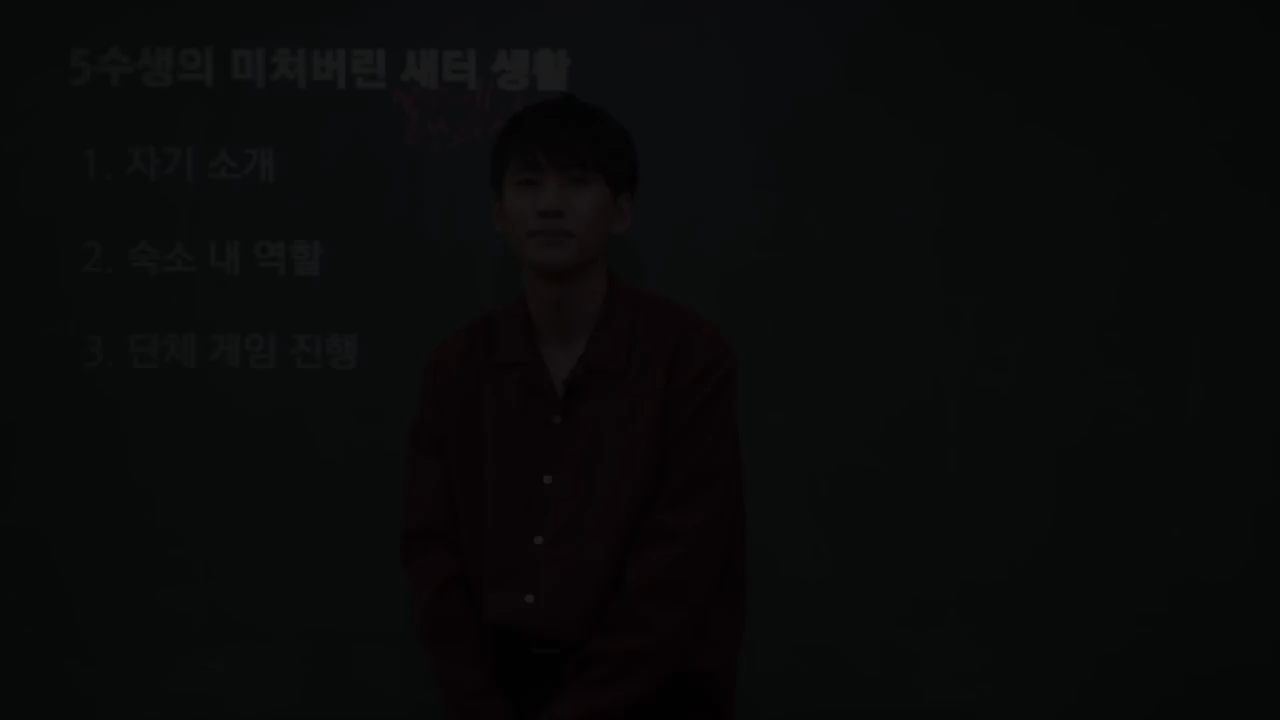 5수생의 미쳐버린 새터 생활
1. 자기 소개
2. 숙소 내 역할
3. 단체 게임 진행